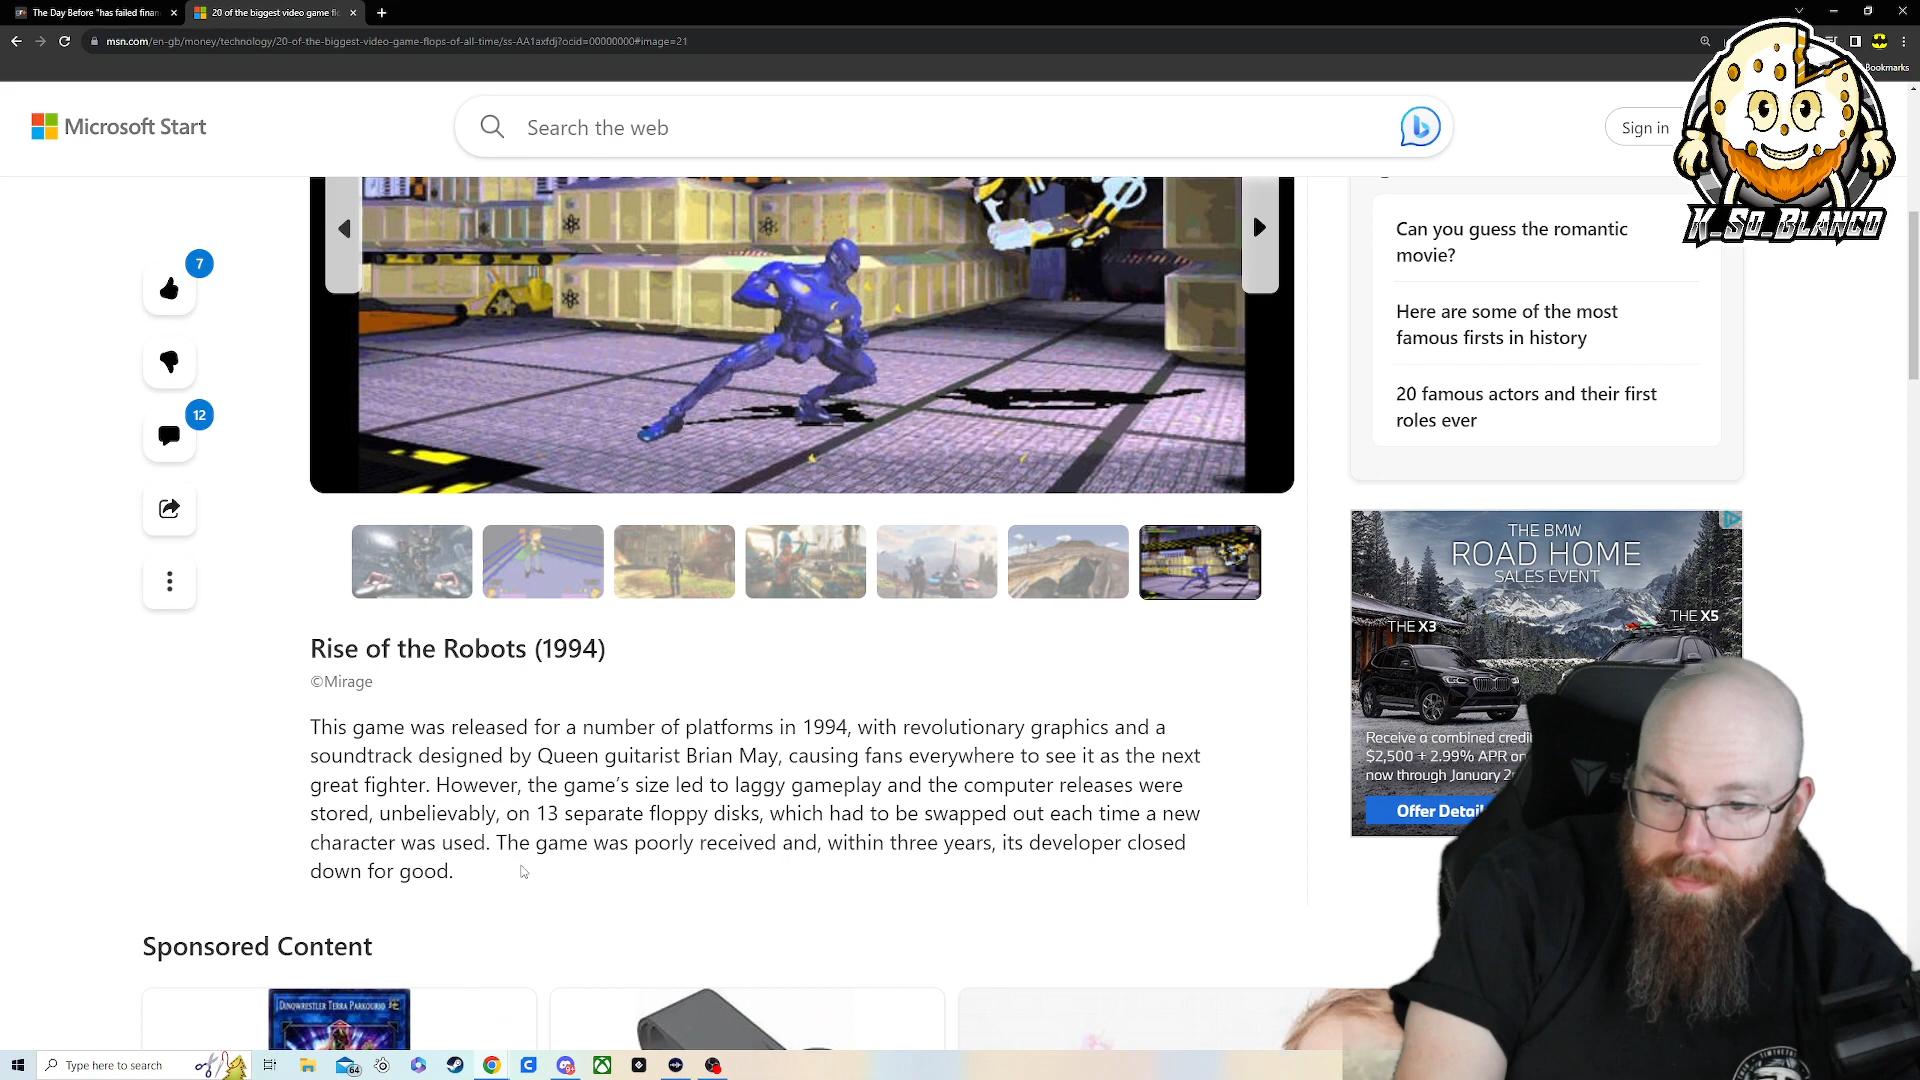 The Day Before "has failed finan
20 of the biggest video game flo
msn.com/en-gb/money/technology/20-of-the-biggest-video-game-flops-of-all-time/ss-AA1axfdj?ocid=00000000#image=21
Bookmarks
Microsoft Start
Search the web
Sign in
K_So_Blanco
7
12
Can you guess the romantic
movie?
Here are some of the most
famous firsts in history
20 famous actors and their first
roles ever
THE BMW
ROAD HOME
SALES EVENT
THE X3
THE X5
Receive a combined credi
$2,500 + 2.99% APR on
now through January 2
Offer Detail
Rise of the Robots (1994)
©Mirage
This game was released for a number of platforms in 1994, with revolutionary graphics and a
soundtrack designed by Queen guitarist Brian May, causing fans everywhere to see it as the next
great fighter. However, the game's size led to laggy gameplay and the computer releases were
stored, unbelievably, on 13 separate floppy disks, which had to be swapped out each time a new
character was used. The game was poorly received and, within three years, its developer closed
down for good.
Sponsored Content
DINOWRESTLER TERRA PARKOURIO
Type here to search
64
9+